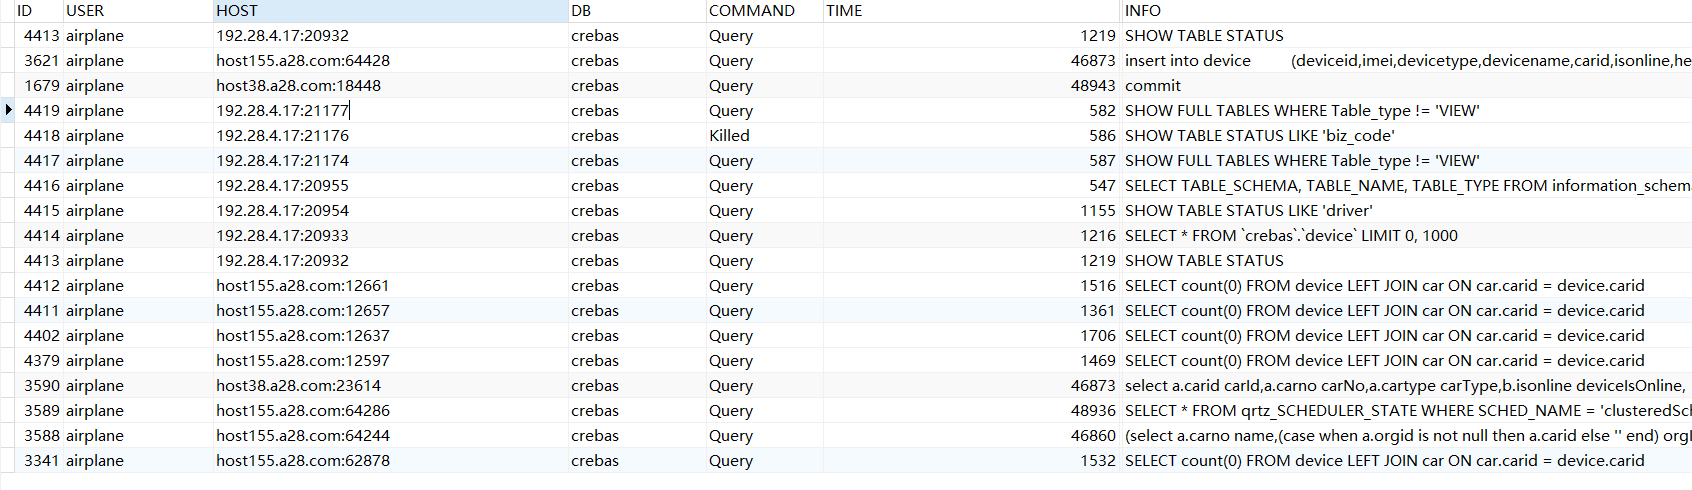 ID USER HOST DB COMMAND TIME INFO
4413 airplane 192.28.4.17:20932 crebas Query 1219 SHOW TABLE STATUS
3621 airplane host155.a28.com:64428 crebas Query 46873 insert into device (deviceid,imei,devicetype,devicename,carid,isonline,he
1679 airplane host38.a28.com:18448 crebas Query 48943 commit
4419 airplane 192.28.4.17:21177 crebas Query 582 SHOW FULL TABLES WHERE Table_type != 'VIEW'
4418 airplane 192.28.4.17:21176 crebas Killed 586 SHOW TABLE STATUS LIKE 'biz_code'
4417 airplane 192.28.4.17:21174 crebas Query 587 SHOW FULL TABLES WHERE Table_type != 'VIEW'
4416 airplane 192.28.4.17:20955 crebas Query 547 SELECT TABLE_SCHEMA, TABLE_NAME, TABLE_TYPE FROM information_schem
4415 airplane 192.28.4.17:20954 crebas Query 1155 SHOW TABLE STATUS LIKE 'driver'
4414 airplane 192.28.4.17:20933 crebas Query 1216 SELECT * FROM `crebas`.`device` LIMIT 0, 1000
4413 airplane 192.28.4.17:20932 crebas Query 1219 SHOW TABLE STATUS
4412 airplane host155.a28.com:12661 crebas Query 1516 SELECT count(0) FROM device LEFT JOIN car ON car.carid = device.carid
4411 airplane host155.a28.com:12657 crebas Query 1361 SELECT count(0) FROM device LEFT JOIN car ON car.carid = device.carid
4402 airplane host155.a28.com:12637 crebas Query 1706 SELECT count(0) FROM device LEFT JOIN car ON car.carid = device.carid
4379 airplane host155.a28.com:12597 crebas Query 1469 SELECT count(0) FROM device LEFT JOIN car ON car.carid = device.carid
3590 airplane host38.a28.com:23614 crebas Query 46873 select a.carid carId,a.carno carNo,a.cartype carType,b.isonline deviceIsOnline,
3589 airplane host155.a28.com:64286 crebas Query 48936 SELECT * FROM qrtz_SCHEDULER_STATE WHERE SCHED_NAME = 'clusteredSch
3588 airplane host155.a28.com:64244 crebas Query 46860 (select a.carno name,(case when a.orgid is not null then a.carid else '' end) orgI
3341 airplane host155.a28.com:62878 crebas Query 1532 SELECT count(0) FROM device LEFT JOIN car ON car.carid = device.carid